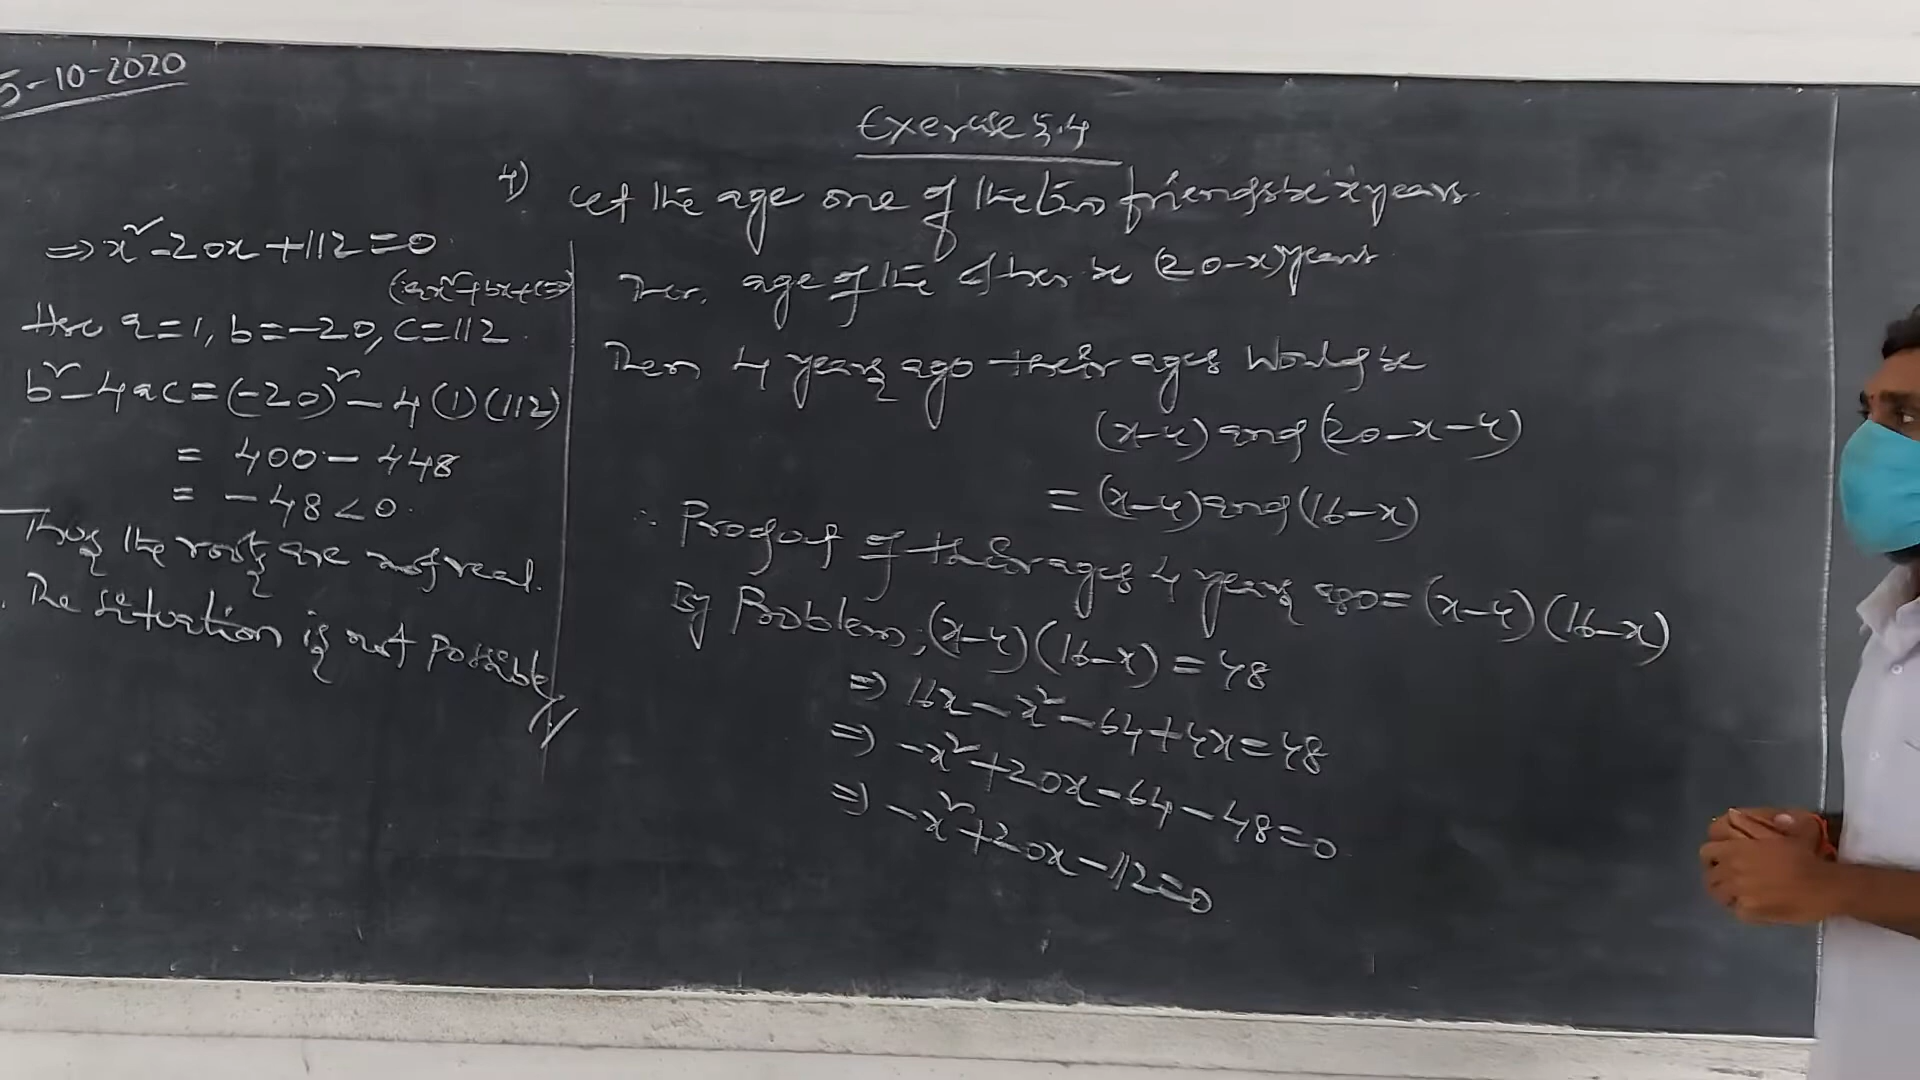 5-10-2020
Exercise 5.4
4) Let the age one of the two friends be 'x' years
Then, age of the other be (20-x) years
Then 4 years ago their ages would be
(x-4) and (20-x-4)
= (x-4) and (16-x)
∴ Product of their ages 4 years ago = (x-4)(16-x)
By Problem, (x-4)(16-x) = 48
⇒ 16x - x² - 64 + 4x = 48
⇒ -x² + 20x - 64 - 48 = 0
⇒ -x² + 20x - 112 = 0
⇒ x² - 20x + 112 = 0
(ax²+bx+c=0)
Here a=1, b=-20, c=112
b² - 4ac = (-20)² - 4(1)(112)
= 400 - 448
= -48 < 0
Thus the roots are not real.
The situation is not possible